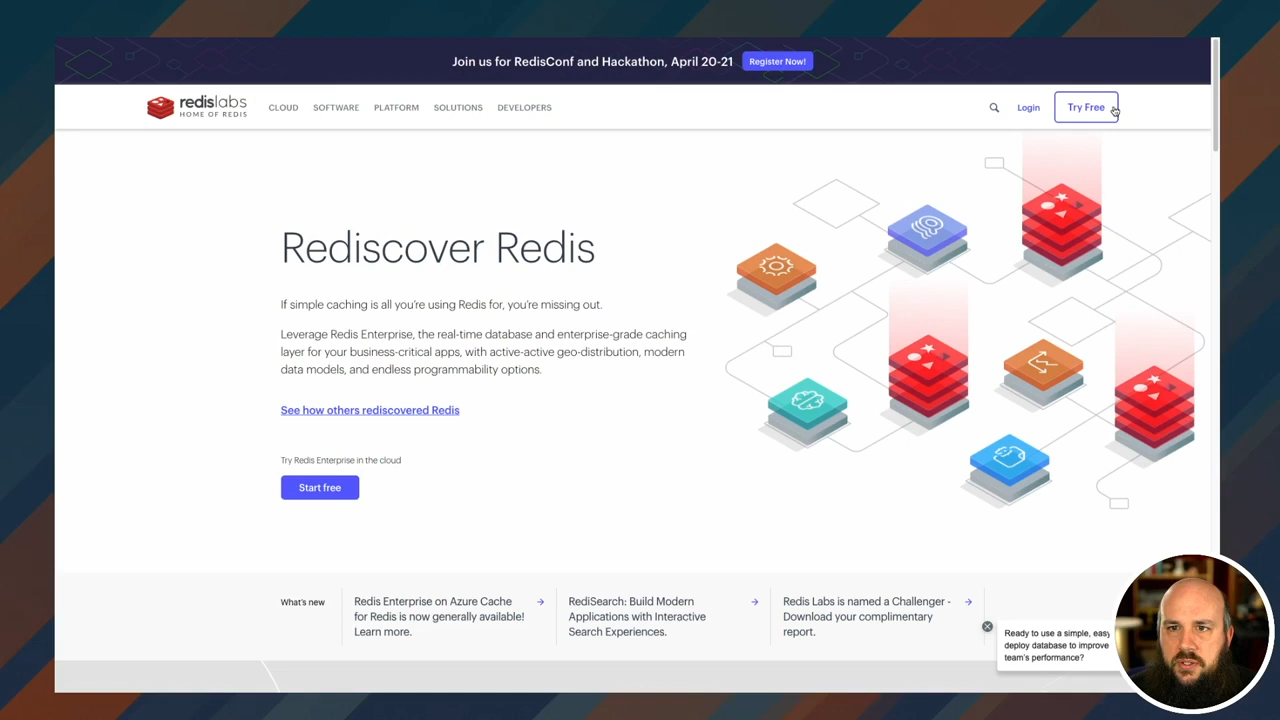 Join us for RedisConf and Hackathon, April 20-21
Register Now!
redislabs
HOME OF REDIS
CLOUD
SOFTWARE
PLATFORM
SOLUTIONS
DEVELOPERS
Login
Try Free
Rediscover Redis
If simple caching is all you're using Redis for, you're missing out.
Leverage Redis Enterprise, the real-time database and enterprise-grade caching
layer for your business-critical apps, with active-active geo-distribution, modern
data models, and endless programmability options.
See how others rediscovered Redis
Try Redis Enterprise in the cloud
Start free
What's new
Redis Enterprise on Azure Cache
for Redis is now generally available!
Learn more.
RediSearch: Build Modern
Applications with Interactive
Search Experiences.
Redis Labs is named a Challenger -
Download your complimentary
report.
Ready to use a simple, easy
deploy database to improve
team's performance?